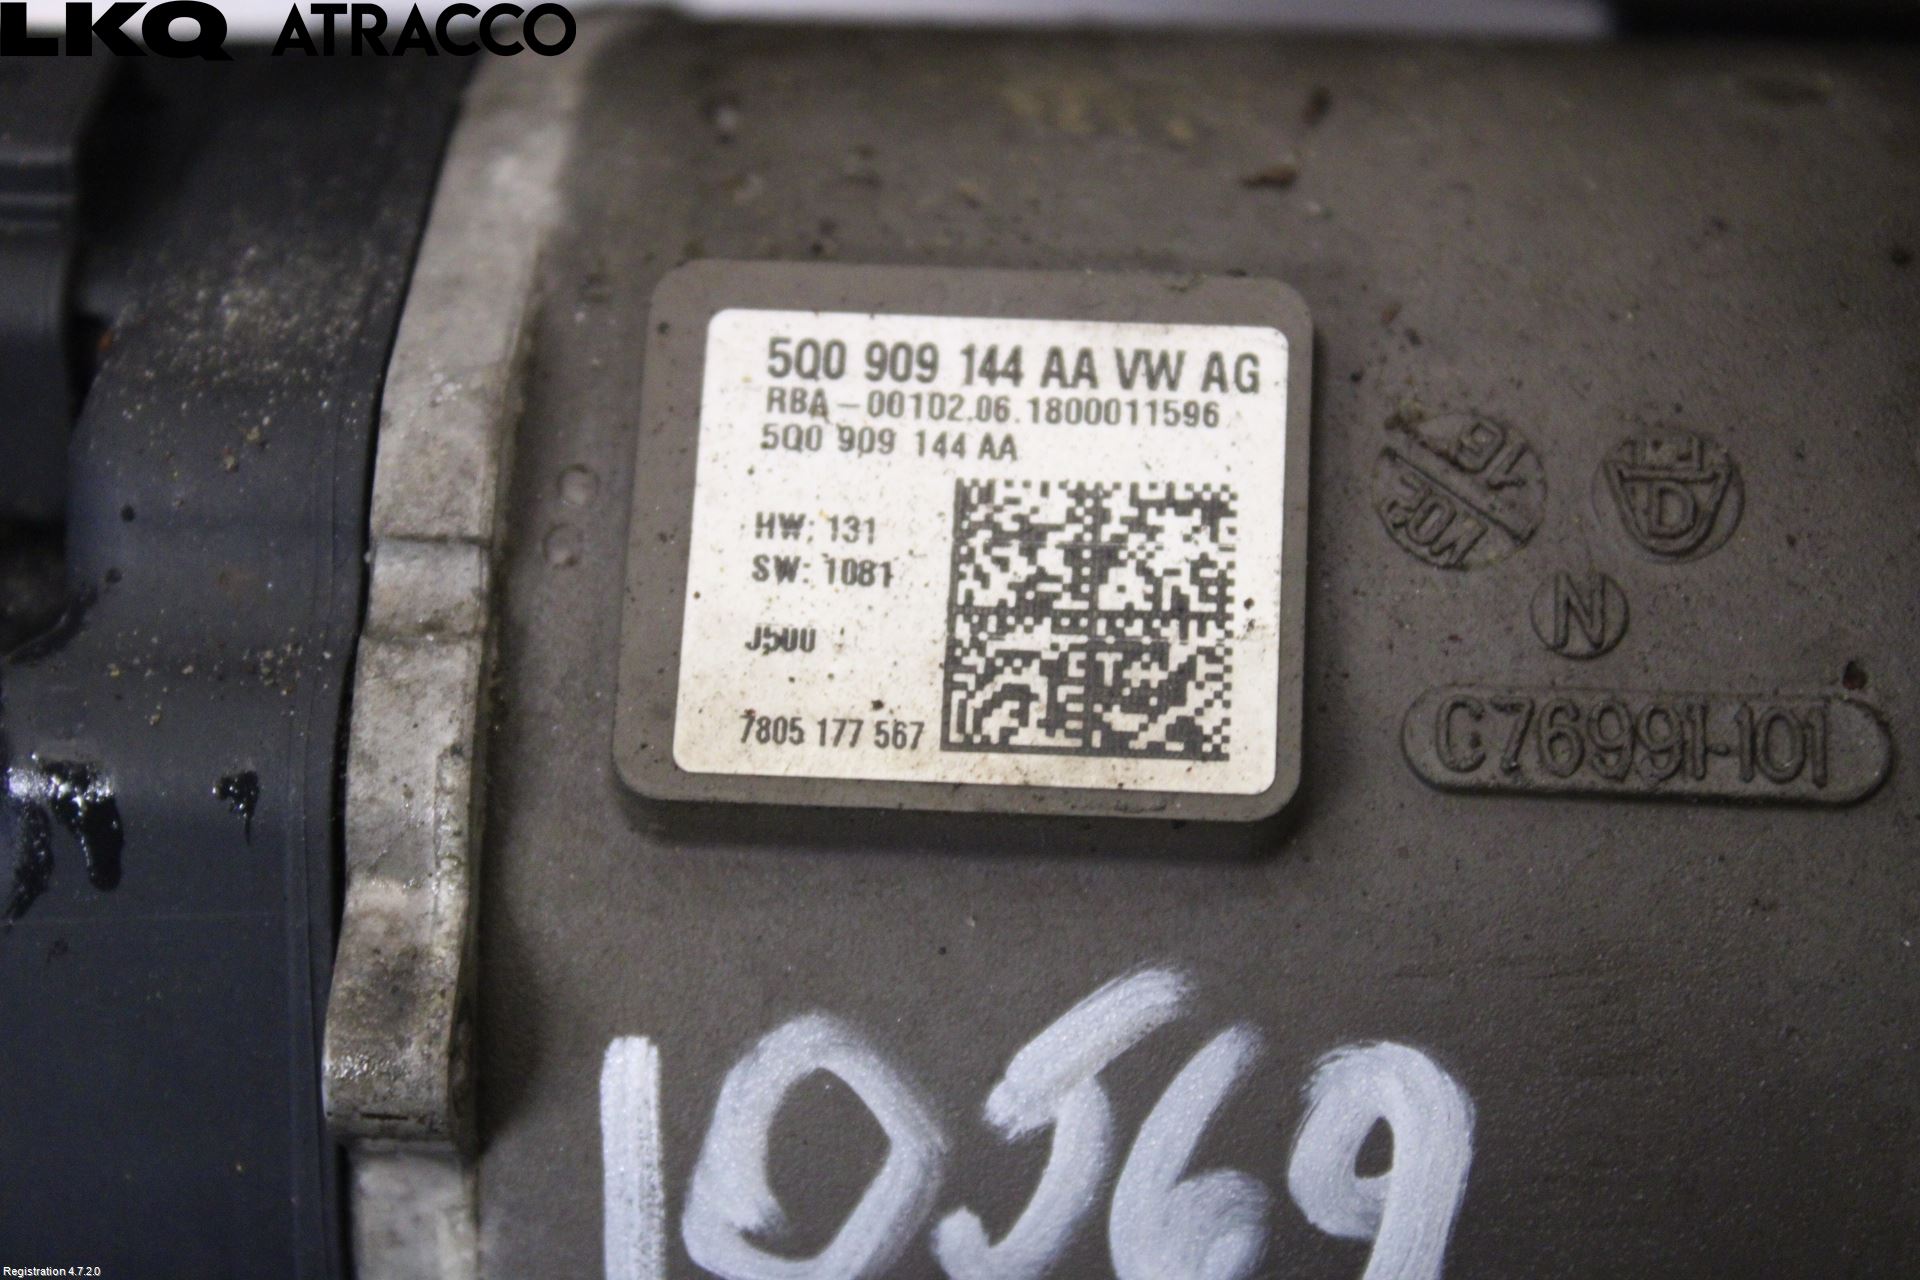 LKQ ATRACCO
5Q0 909 144 AA VW AG
RBA - 00102.06.1800011596
5Q0 909 144 AA
HW: 131
SW: 1081
J500
7805 177 567
16
D
N
C76991-101
10569
Registration 4.7.2.0